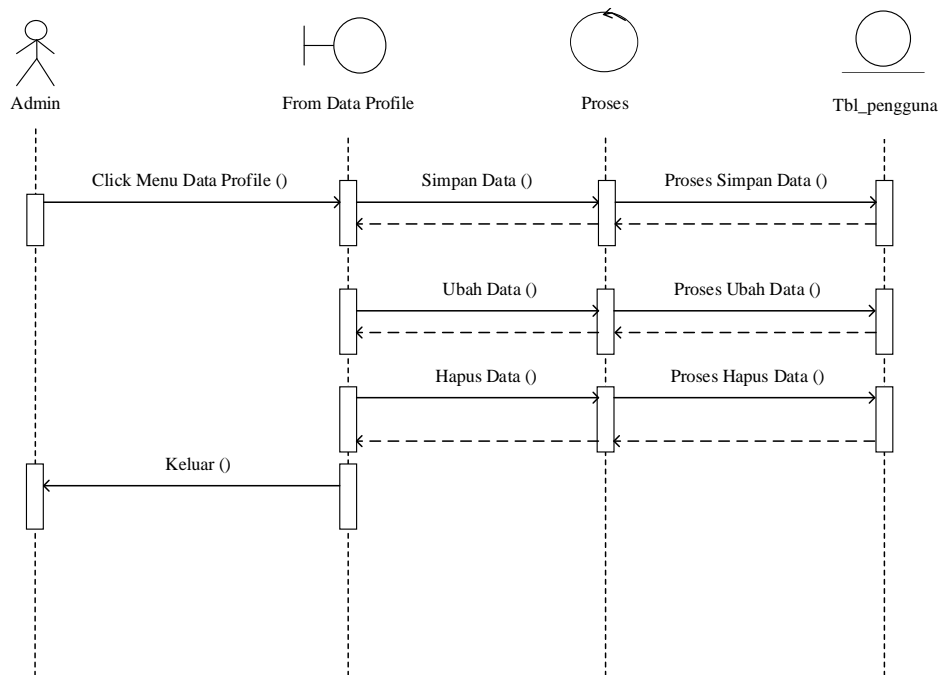 Admin
From Data Profile
Proses
Tbl_pengguna
Click Menu Data Profile ()
Simpan Data ()
Proses Simpan Data ()
Ubah Data ()
Proses Ubah Data ()
Hapus Data ()
Proses Hapus Data ()
Keluar ()